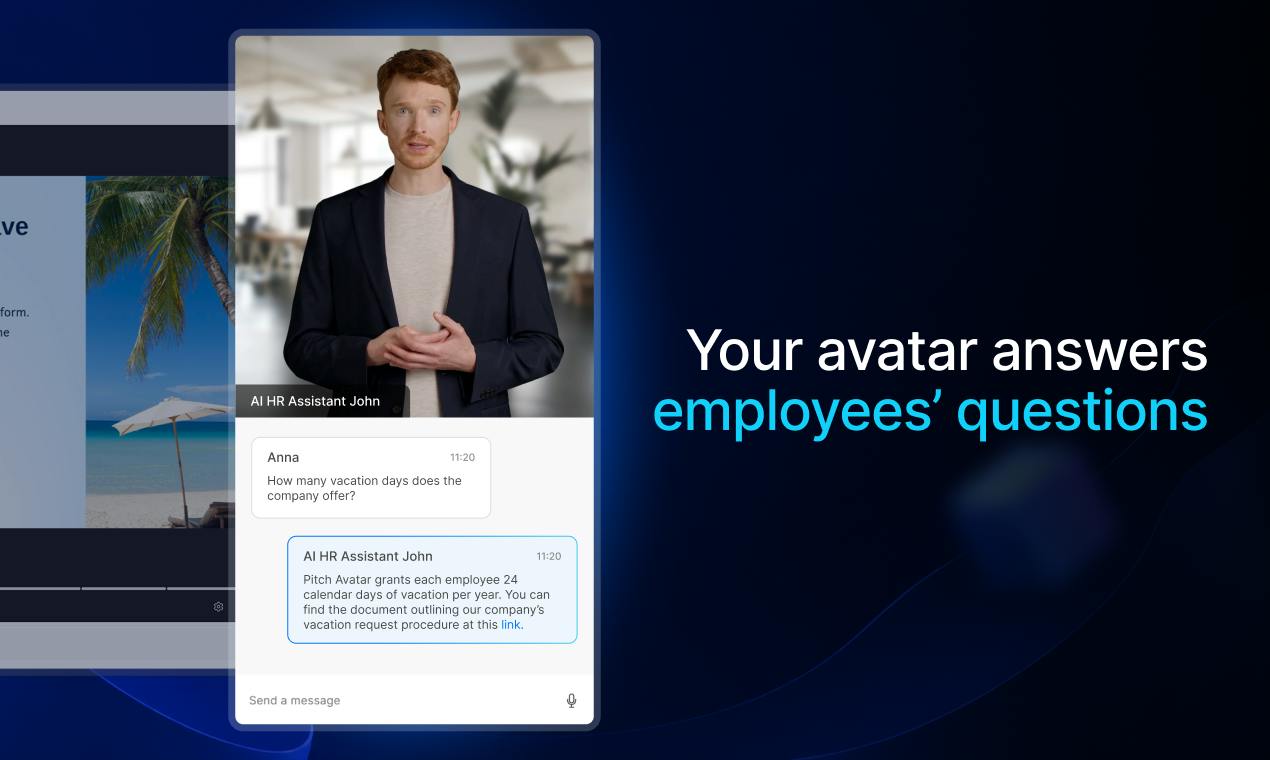 ave
form.
ne
AI HR Assistant John
Anna 11:20
How many vacation days does the
company offer?
AI HR Assistant John 11:20
Pitch Avatar grants each employee 24
calendar days of vacation per year. You can
find the document outlining our company’s
vacation request procedure at this link.
Send a message
Your avatar answers
employees’ questions